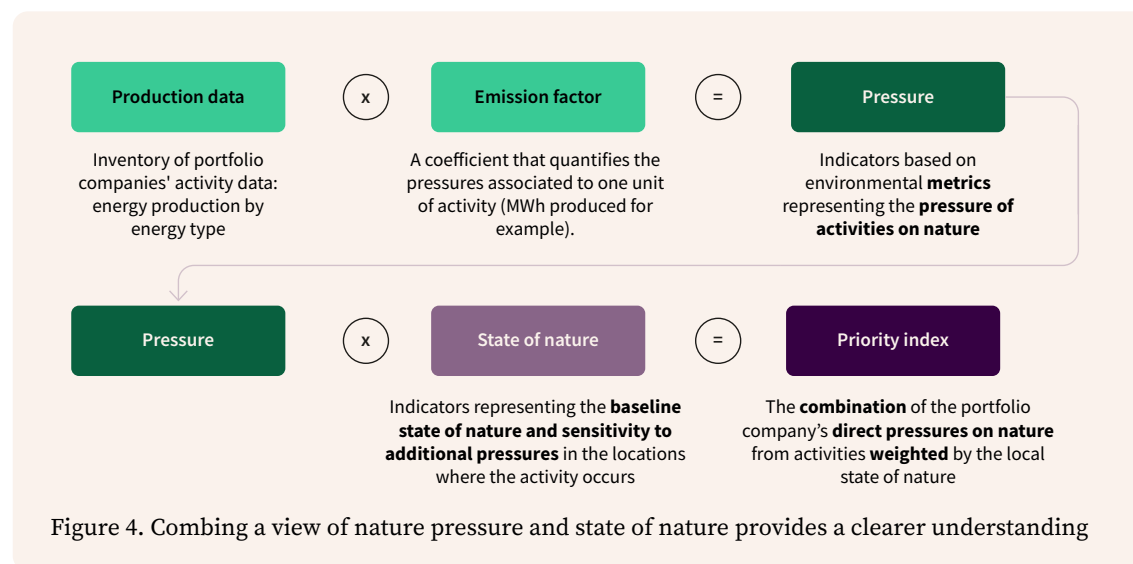 Production data
x
Emission factor
=
Pressure
Inventory of portfolio
companies' activity data:
energy production by
energy type
A coefficient that quantifies the
pressures associated to one unit
of activity (MWh produced for
example).
Indicators based on
environmental metrics
representing the pressure of
activities on nature
Pressure
x
State of nature
=
Priority index
Indicators representing the baseline
state of nature and sensitivity to
additional pressures in the locations
where the activity occurs
The combination of the portfolio
company’s direct pressures on nature
from activities weighted by the local
state of nature
Figure 4. Combing a view of nature pressure and state of nature provides a clearer understanding